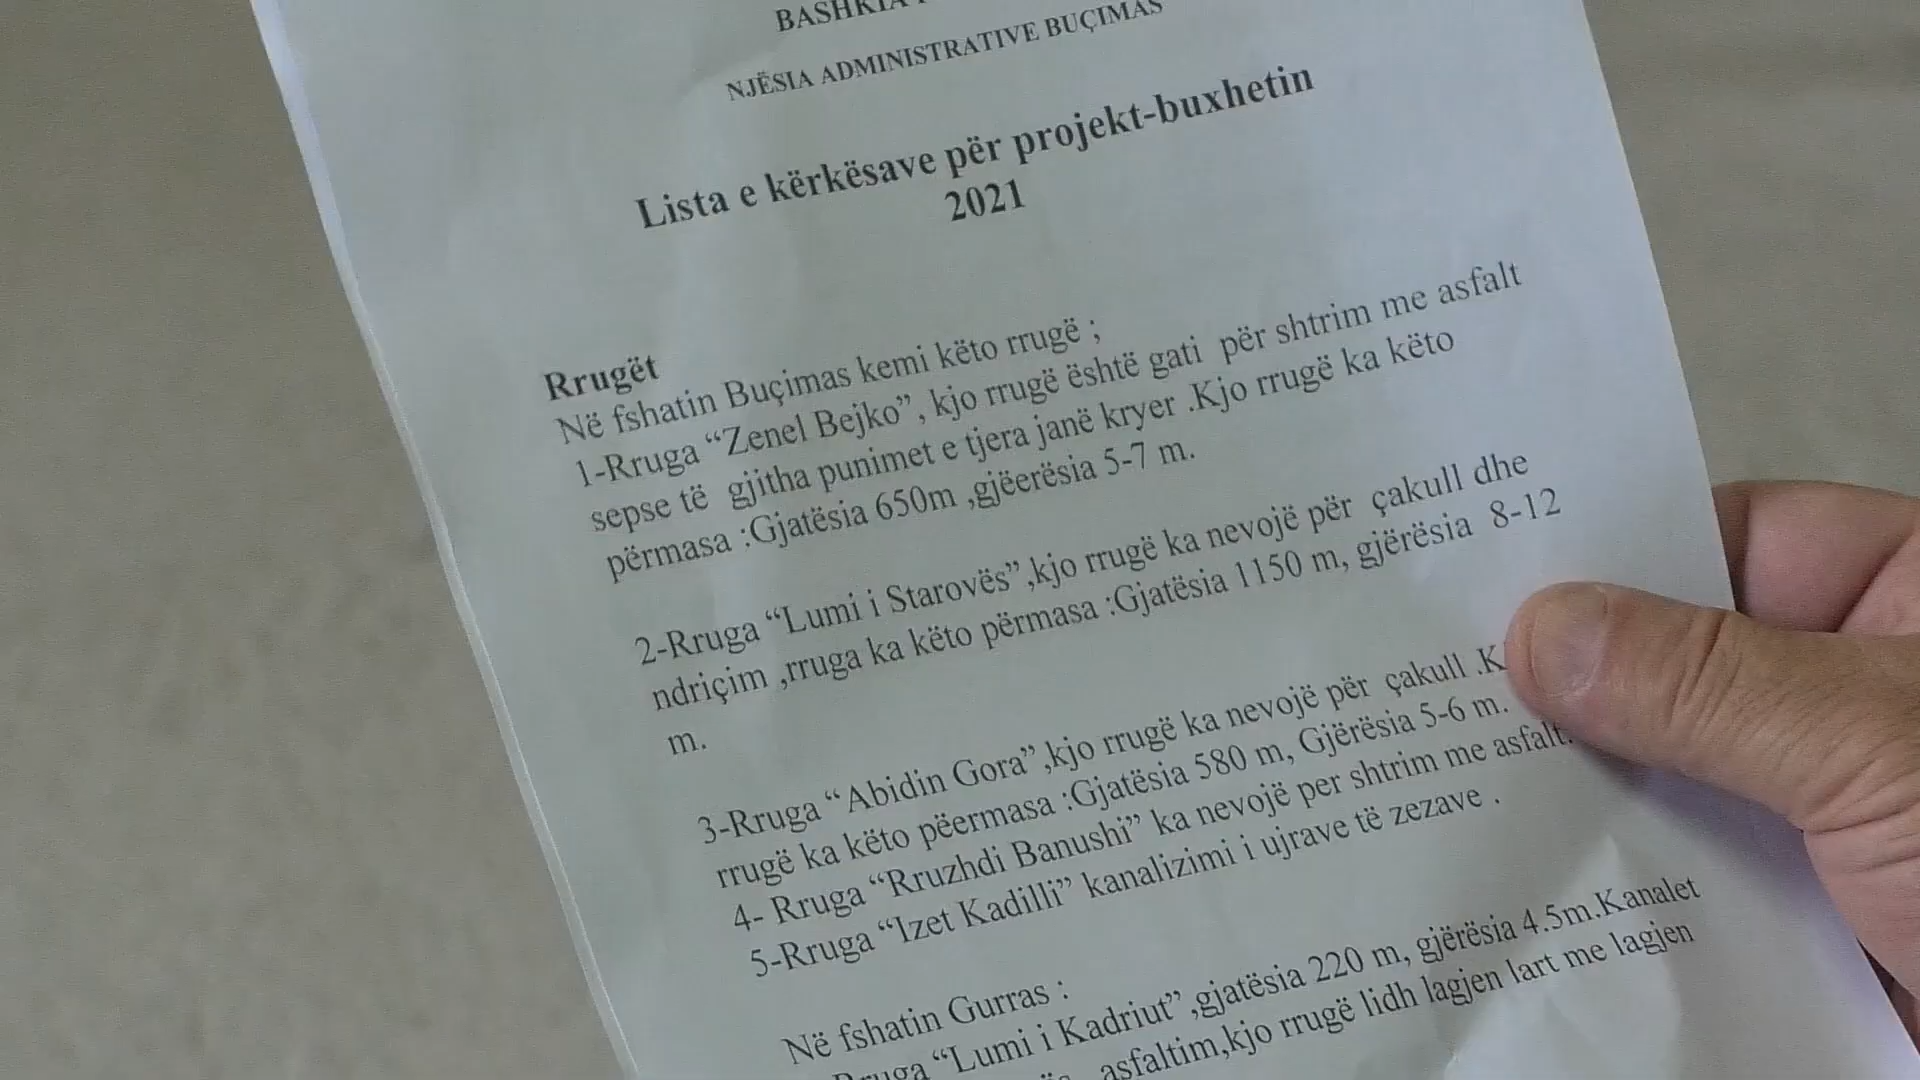 BASHKIA
NJËSIA ADMINISTRATIVE BUÇIMAS
Lista e kërkësave për projekt-buxhetin
2021
Rrugët
Në fshatin Buçimas kemi këto rrugë ;
1-Rruga “Zenel Bejko”, kjo rrugë është gati për shtrim me asfalt
sepse të gjitha punimet e tjera janë kryer .Kjo rrugë ka këto
përmasa :Gjatësia 650m ,gjëerësia 5-7 m.
2-Rruga “Lumi i Starovës”,kjo rrugë ka nevojë për çakull dhe
ndriçim ,rruga ka këto përmasa :Gjatësia 1150 m, gjërësia 8-12
m.
3-Rruga “Abidin Gora”,kjo rrugë ka nevojë për çakull .K
rrugë ka këto pëermasa :Gjatësia 580 m, Gjërësia 5-6 m.
4- Rruga “Rruzhdi Banushi” ka nevojë per shtrim me asfalt.
5-Rruga “Izet Kadilli” kanalizimi i ujrave të zezave .
Në fshatin Gurras :
Rruga “Lumi i Kadriut” ,gjatësia 220 m, gjërësia 4.5m.Kanalet
asfaltim,kjo rrugë lidh lagjen lart me lagjen